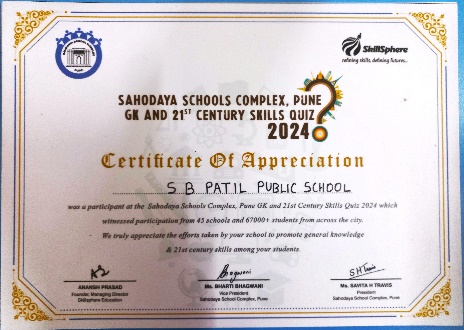 SkillSphere
refining skills, defining futures...
SAHODAYA SCHOOLS COMPLEX, PUNE
GK AND 21ST CENTURY SKILLS QUIZ
2024
Certificate Of Appreciation
S B PATIL PUBLIC SCHOOL
was a participant at the Sahodaya Schools Complex, Pune GK and 21st Century Skills Quiz 2024 which
witnessed participation from 45 schools and 67000+ students from across the city.
We truly appreciate the efforts taken by your school to promote general knowledge
& 21st century skills among your students.
Bhagwani
S H Travis
ANANSH PRASAD
Founder, Managing Director
Skillsphere Education
Ms. BHARTI BHAGWANI
Vice President
Sahodaya School Complex, Pune
Ms. SAVITA H TRAVIS
President
Sahodaya School Complex, Pune